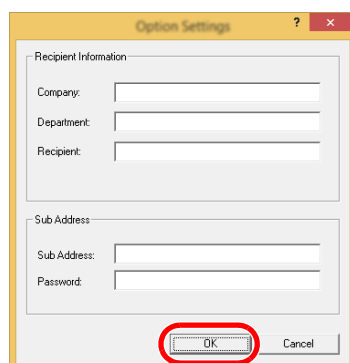 Option Settings ?
Recipient Information
Company:
Department:
Recipient:
Sub Address
Sub Address:
Password:
OK Cancel